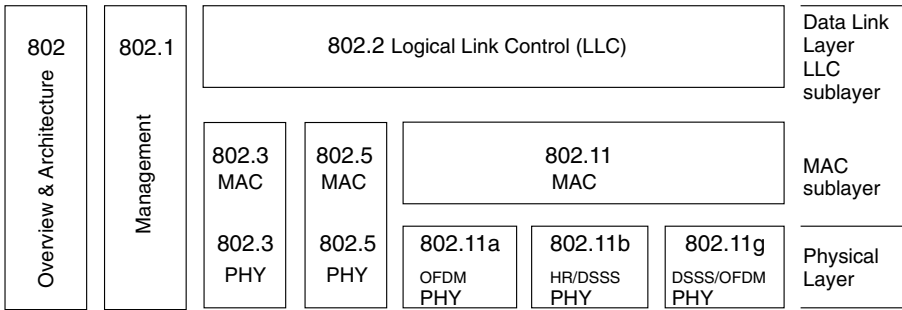 802
Overview & Architecture
802.1
Management
802.2 Logical Link Control (LLC)
Data Link
Layer
LLC
sublayer
802.3
MAC
802.5
MAC
802.11
MAC
MAC
sublayer
802.3
PHY
802.5
PHY
802.11a
OFDM
PHY
802.11b
HR/DSSS
PHY
802.11g
DSSS/OFDM
PHY
Physical
Layer